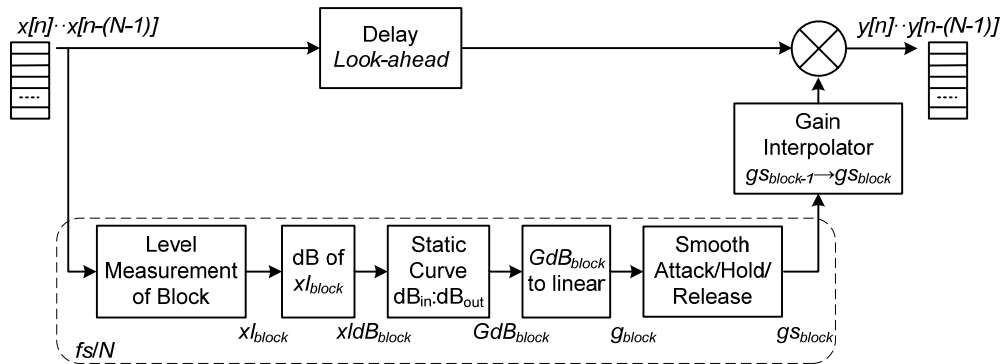 x[n]··x[n-(N-1)]
y[n]··y[n-(N-1)]
Delay
Look-ahead
Gain
Interpolator
gs_block-1→gs_block
Level
Measurement
of Block
dB of
xl_block
Static
Curve
dB_in:dB_out
GdB_block
to linear
Smooth
Attack/Hold/
Release
xl_block
xldB_block
GdB_block
g_block
gs_block
fs/N